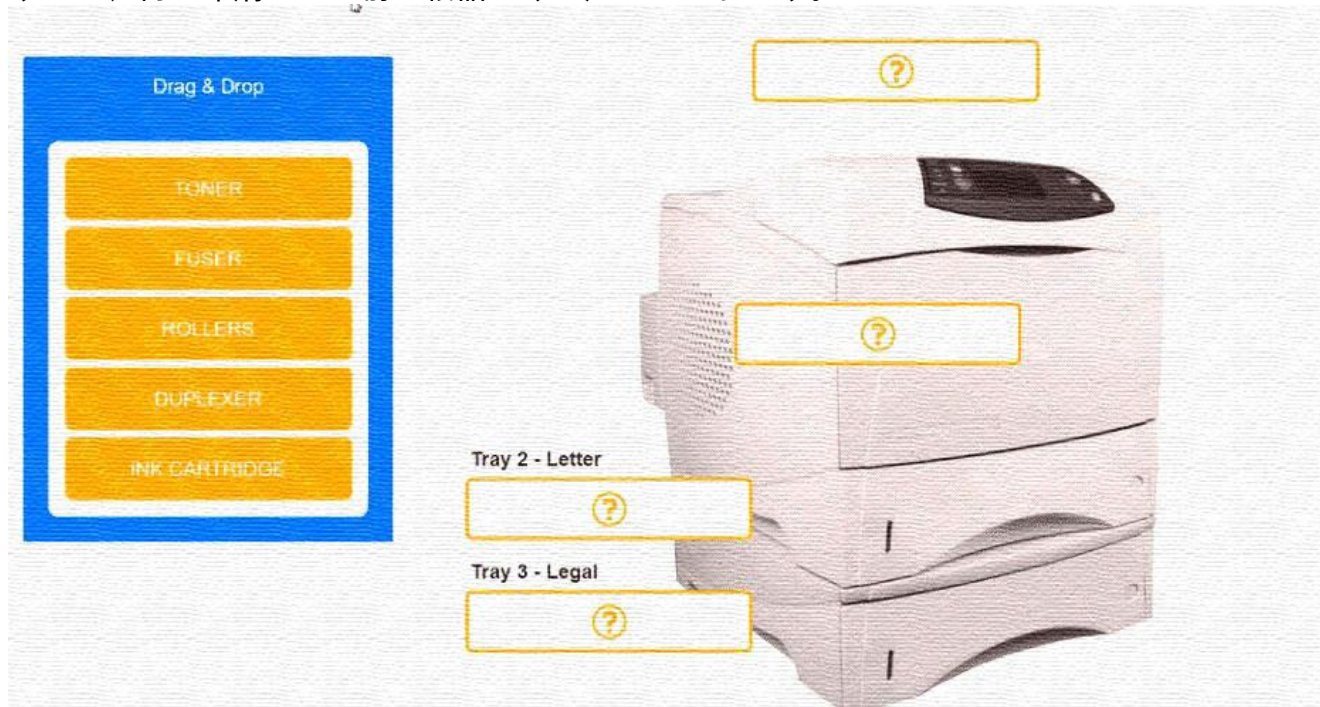 Drag & Drop
TONER
FUSER
ROLLERS
DUPLEXER
INK CARTRIDGE
?
?
Tray 2 - Letter
?
Tray 3 - Legal
?